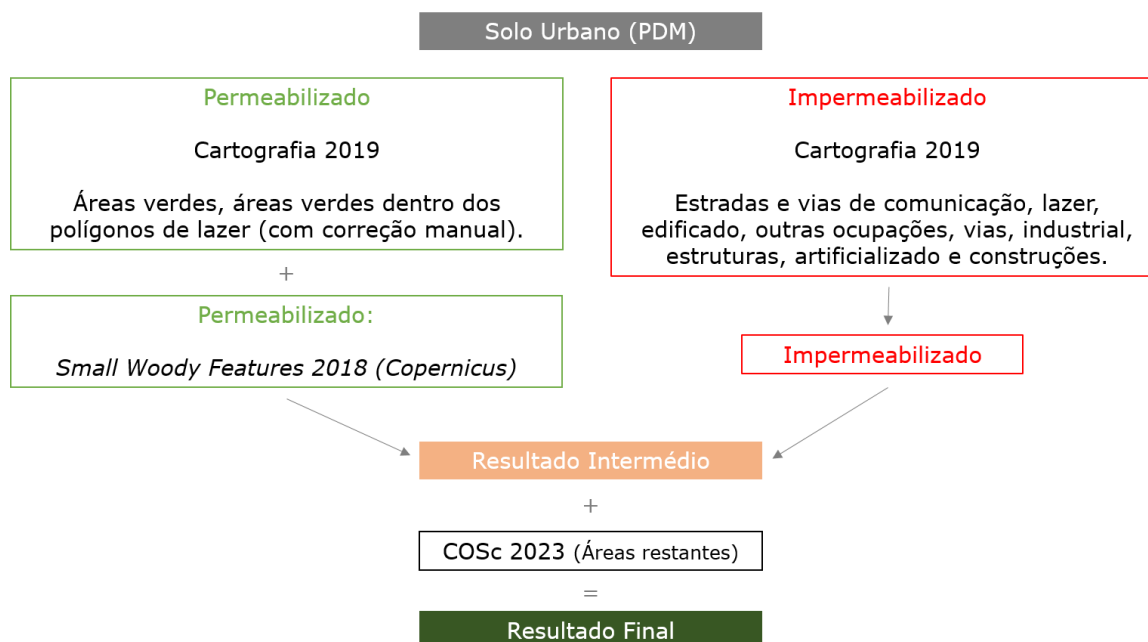 Solo Urbano (PDM)
Permeabilizado
Cartografia 2019
Áreas verdes, áreas verdes dentro dos
polígonos de lazer (com correção manual).
+
Permeabilizado:
Small Woody Features 2018 (Copernicus)
Impermeabilizado
Cartografia 2019
Estradas e vias de comunicação, lazer,
edificado, outras ocupações, vias, industrial,
estruturas, artificializado e construções.
Impermeabilizado
Resultado Intermédio
+
COSc 2023 (Áreas restantes)
=
Resultado Final